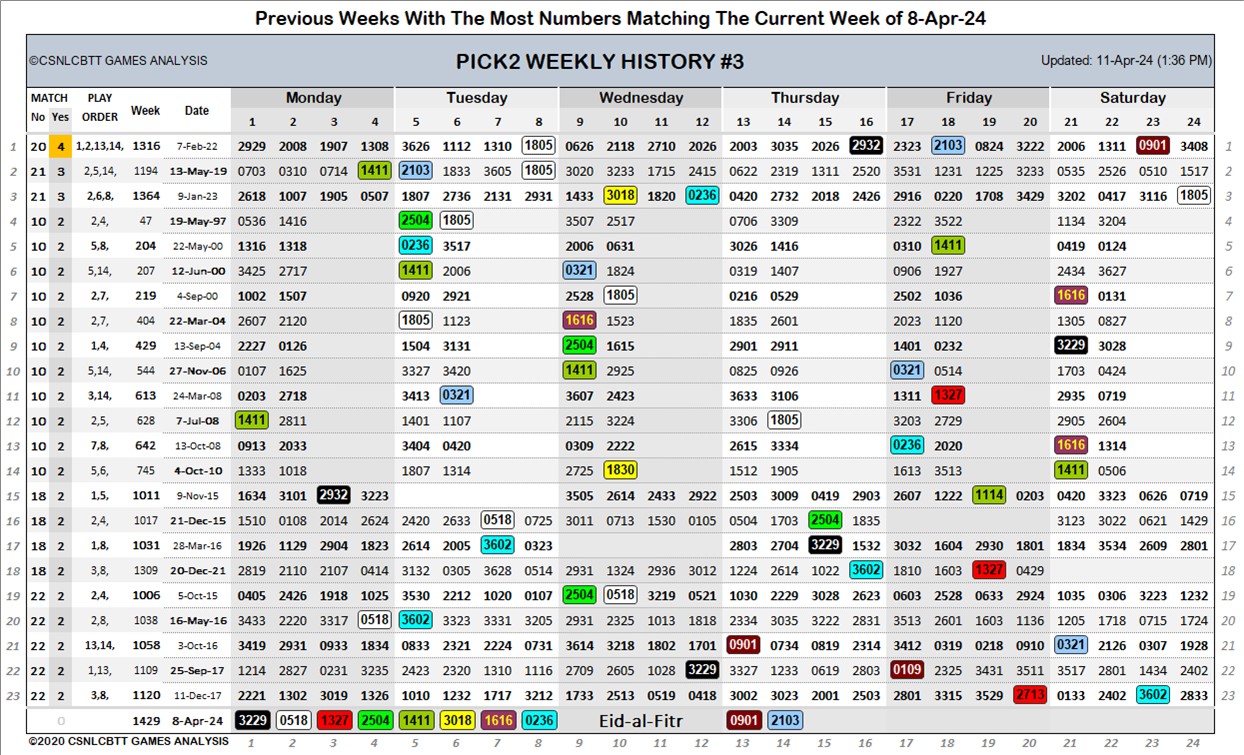 Previous Weeks With The Most Numbers Matching The Current Week of 8-Apr-24
©CSNLCBTT GAMES ANALYSIS PICK2 WEEKLY HISTORY #3 Updated: 11-Apr-24 (1:36 PM)
MATCH PLAY Week Date Monday Tuesday Wednesday Thursday Friday Saturday
No Yes ORDER 1 2 3 4 5 6 7 8 9 10 11 12 13 14 15 16 17 18 19 20 21 22 23 24
1 20 4 1,2,13,14, 1316 7-Feb-22 2929 2008 1907 1308 3626 1112 1310 1805 0626 2118 2710 2026 2003 3035 2026 2932 2323 2103 0824 3222 2006 1311 0901 3408 1
2 21 3 2,5,14, 1194 13-May-19 0703 0310 0714 1411 2103 1833 3605 1805 3020 3233 1715 2415 0622 2319 1311 2520 3531 1231 1225 3233 0535 2526 0510 1517 2
3 21 3 2,6,8, 1364 9-Jan-23 2618 1007 1905 0507 1807 2736 2131 2931 1433 3018 1820 0236 0420 2732 2018 2426 2916 0220 1708 3429 3202 0417 3116 1805 3
4 10 2 2,4, 47 19-May-97 0536 1416 2504 1805 3507 2517 0706 3309 2322 3522 1134 3204 4
5 10 2 5,8, 204 22-May-00 1316 1318 0236 3517 2006 0631 3026 1416 0310 1411 0419 0124 5
6 10 2 5,14, 207 12-Jun-00 3425 2717 1411 2006 0321 1824 0319 1407 0906 1927 2434 3627 6
7 10 2 2,7, 219 4-Sep-00 1002 1507 0920 2921 2528 1805 0216 0529 2502 1036 1616 0131 7
8 10 2 2,7, 404 22-Mar-04 2607 2120 1805 1123 1616 1523 1835 2601 2023 1120 1305 0827 8
9 10 2 1,4, 429 13-Sep-04 2227 0126 1504 3131 2504 1615 2901 2911 1401 0232 3229 3028 9
10 10 2 5,14, 544 27-Nov-06 0107 1625 3327 3420 1411 2925 0825 0926 0321 0514 1703 0424 10
11 10 2 3,14, 613 24-Mar-08 0203 2718 3413 0321 3607 2423 3633 3106 1311 1327 2935 0719 11
12 10 2 2,5, 628 7-Jul-08 1411 2811 1401 1107 2115 3224 3134 1805 3203 2729 2905 2604 12
13 10 2 7,8, 642 13-Oct-08 0913 2033 3404 0420 0309 2222 2615 3334 0236 2020 1616 1314 13
14 10 2 5,6, 745 4-Oct-10 1333 1018 1807 1314 2725 1830 1512 1905 1613 3513 1411 0506 14
15 18 2 1,5, 1011 9-Nov-15 1634 3101 2932 3223 3505 2614 2433 2922 2503 3009 0419 2903 2607 1222 1114 0203 0420 3323 0626 0719 15
16 18 2 2,4, 1017 21-Dec-15 1510 0108 2014 2624 2420 2633 0518 0725 3011 0713 1530 0105 0504 1703 2504 1835 3123 3022 0621 1429 16
17 18 2 1,8, 1031 28-Mar-16 1926 1129 2904 1823 2614 2005 3602 0323 2803 2704 3229 1532 3032 1604 2930 1801 1834 3534 2609 2801 17
18 18 2 3,8, 1309 20-Dec-21 2819 2110 2107 0414 3132 0305 3628 0514 2931 1324 2936 3012 1224 2614 1022 3602 1810 1603 1327 0429 18
19 22 2 2,4, 1006 5-Oct-15 0405 2426 1918 1025 3530 2212 1020 0107 2504 0518 3219 0521 1030 2229 3028 2623 0603 2528 0633 2924 1035 0306 3223 1232 19
20 22 2 2,8, 1038 16-May-16 3433 2220 3317 0518 3602 3323 3331 3205 2931 2325 1013 1818 2334 3035 3222 2831 3513 2601 1603 1136 1205 1718 0715 1724 20
21 22 2 13,14, 1058 3-Oct-16 3419 2931 0933 1834 0833 2321 2224 0731 3614 3213 1802 1701 0901 0734 0819 2314 3412 0319 0218 0910 0321 2126 0307 1928 21
22 22 2 1,13, 1109 25-Sep-17 1214 2827 0231 3235 2423 2320 1310 1116 2709 2605 1028 3229 3327 1233 0619 2803 0109 2325 3431 3511 3517 2801 1434 2402 22
23 22 2 3,8, 1120 11-Dec-17 2221 1302 3019 1326 1010 1232 1717 3212 1733 2513 0519 0418 3002 3023 2001 2503 2801 3315 3529 2713 0133 2402 3602 2833 23
0 1429 8-Apr-24 3229 0518 1327 2504 1411 3018 1616 0236 Eid-al-Fitr 0901 2103
©2020 CSNLCBTT GAMES ANALYSIS 1 2 3 4 5 6 7 8 9 10 11 12 13 14 15 16 17 18 19 20 21 22 23 24